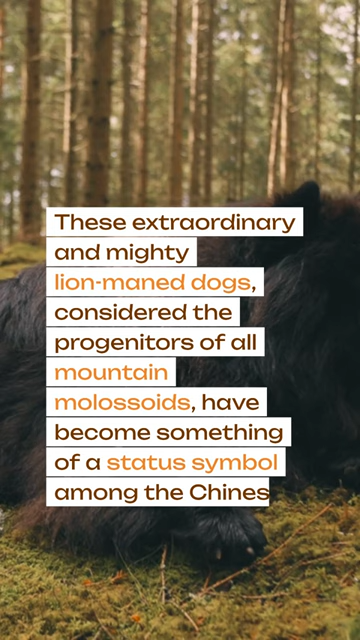 These extraordinary
and mighty
lion-maned dogs,
considered the
progenitors of all
mountain
molossoids, have
become something
of a status symbol
among the Chines